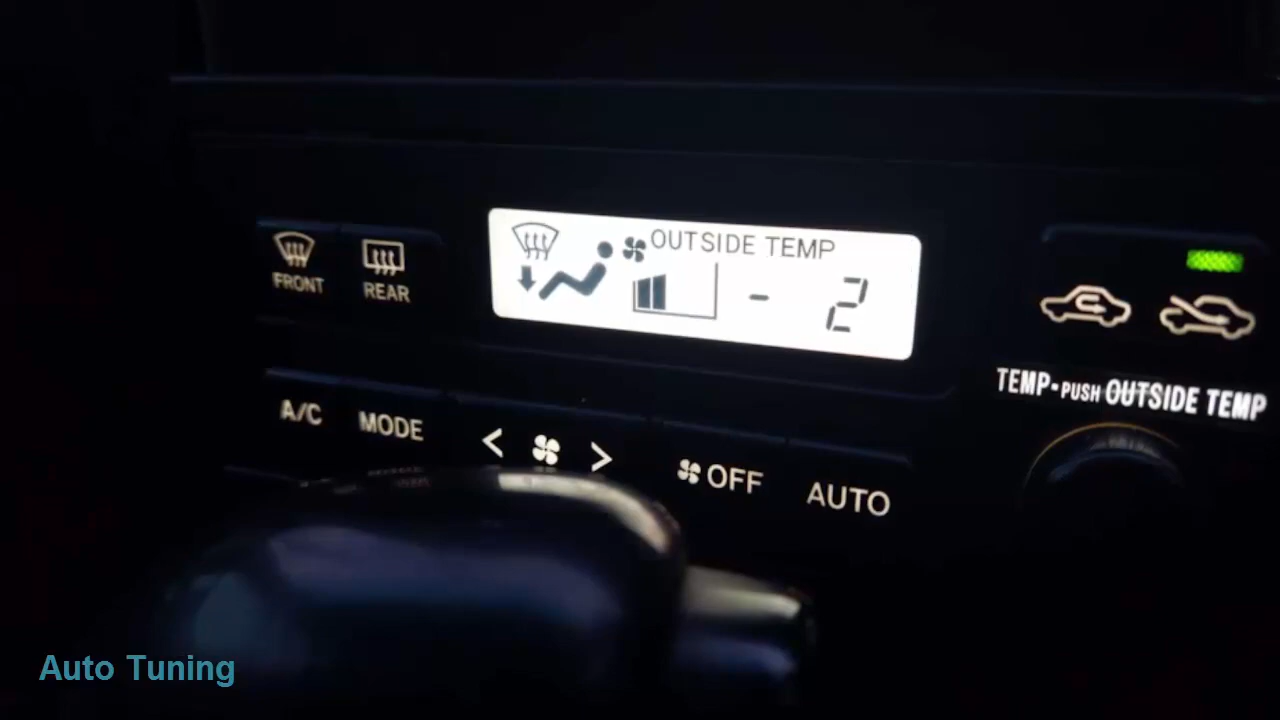 OUTSIDE TEMP
- 2
FRONT
REAR
TEMP-PUSH OUTSIDE TEMP
A/C
MODE
< >
OFF
AUTO
Auto Tuning